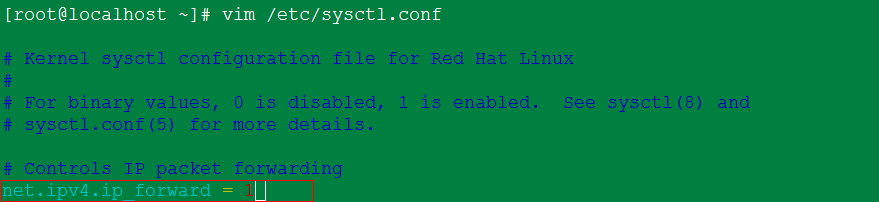 [root@localhost ~]# vim /etc/sysctl.conf
# Kernel sysctl configuration file for Red Hat Linux
#
# For binary values, 0 is disabled, 1 is enabled.  See sysctl(8) and
# sysctl.conf(5) for more details.
# Controls IP packet forwarding
net.ipv4.ip_forward = 1